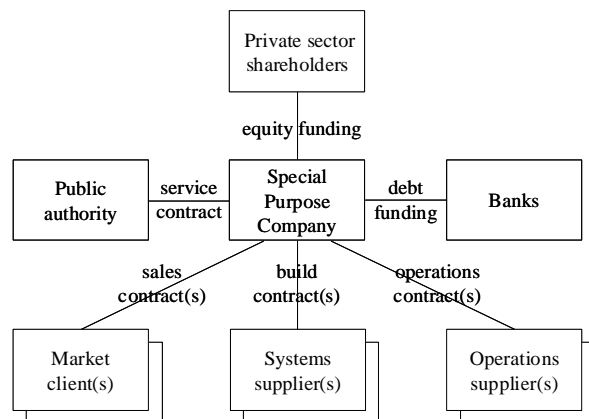 Private sector
shareholders
equity funding
Public
authority
service
contract
Special
Purpose
Company
debt
funding
Banks
sales
contract(s)
build
contract(s)
operations
contract(s)
Market
client(s)
Systems
supplier(s)
Operations
supplier(s)